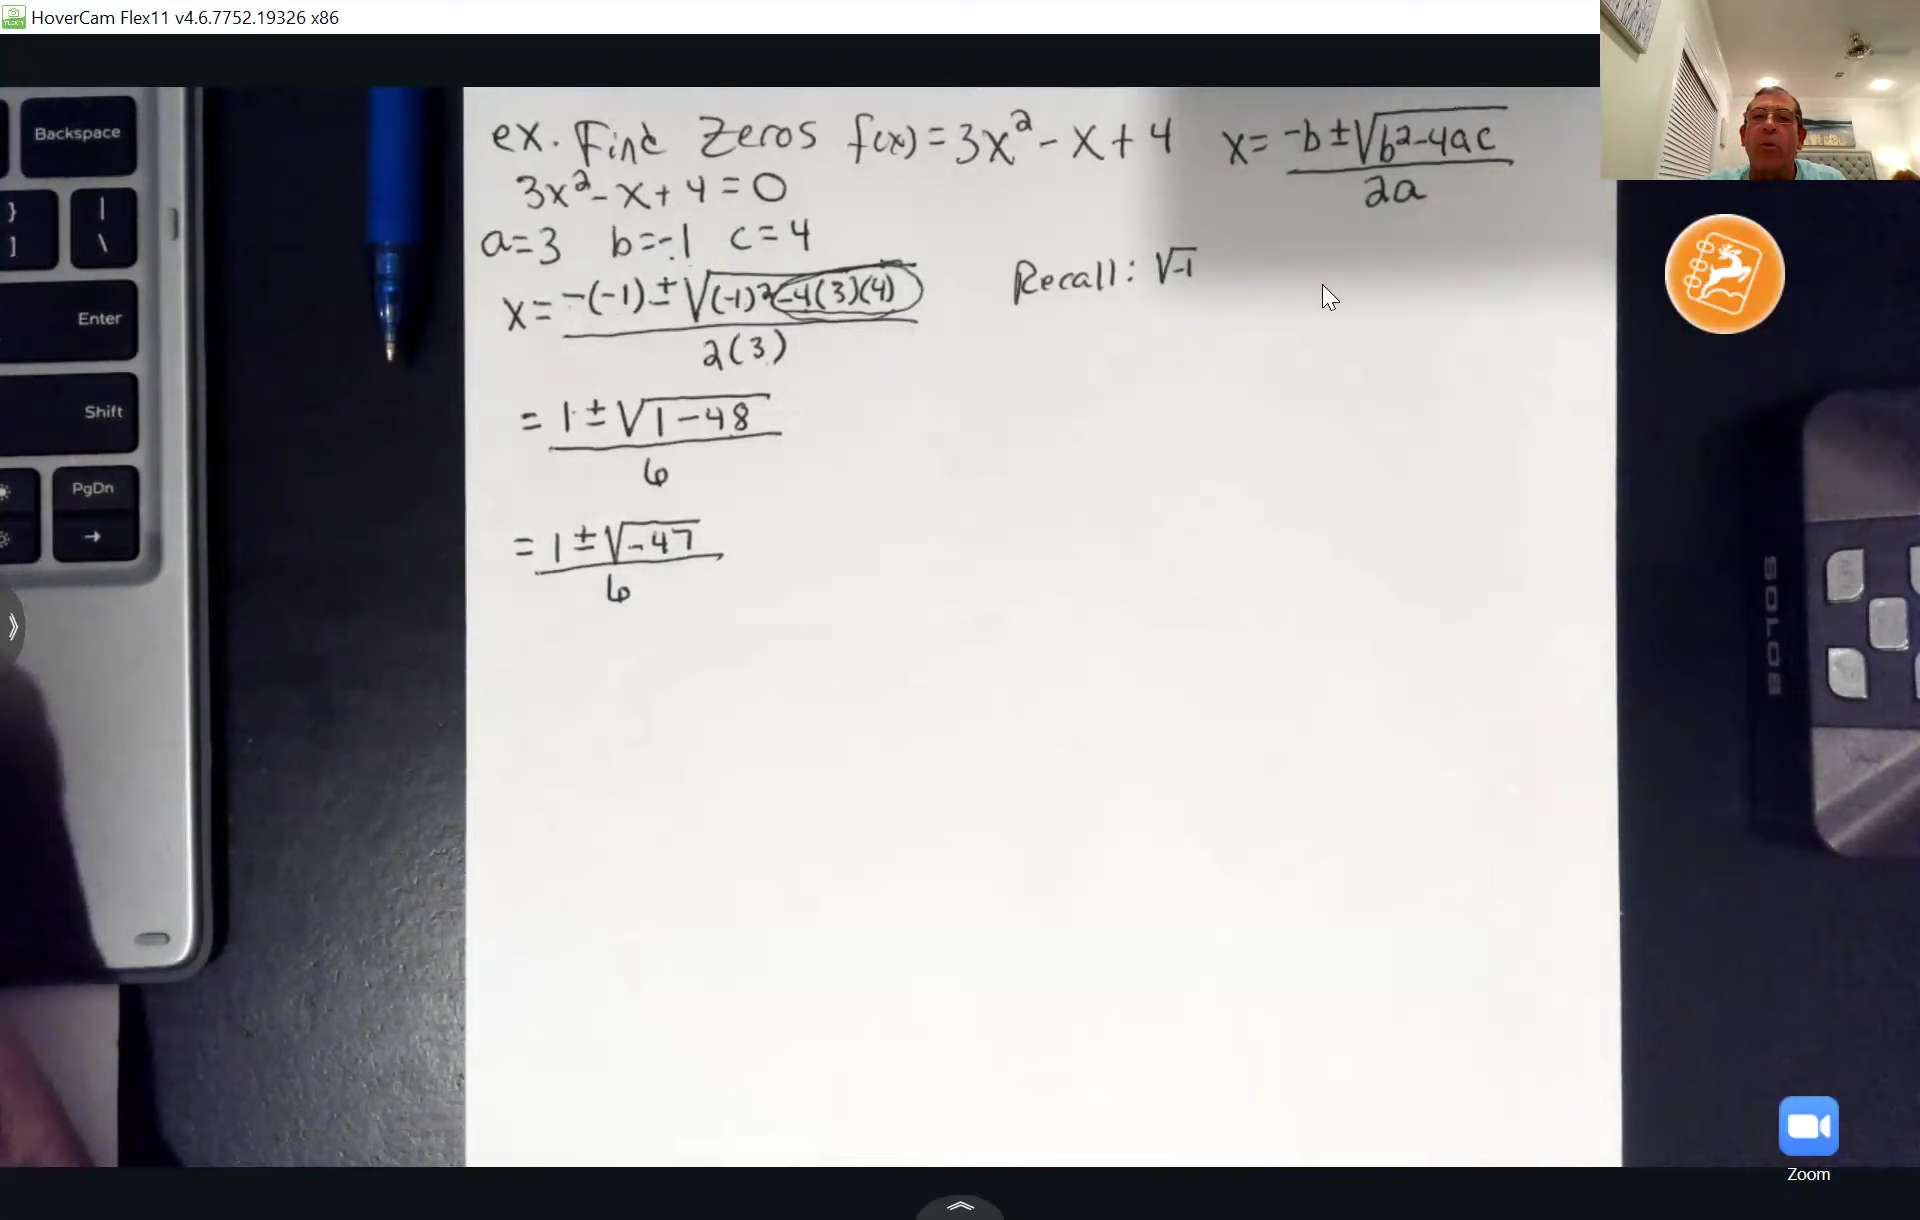 HoverCam Flex11 v4.6.7752.19326 x86
Backspace
}
]
|
\
Enter
Shift
PgDn
→
ex. Find Zeros f(x) = 3x² - x + 4 x = (-b ± √(b² - 4ac)) / 2a
3x² - x + 4 = 0
a = 3 b = -1 c = 4
x = (-(-1) ± √((-1)² - 4(3)(4))) / 2(3)
Recall: √-1
= (1 ± √(1 - 48)) / 6
= (1 ± √-47) / 6
SOLO8
Zoom